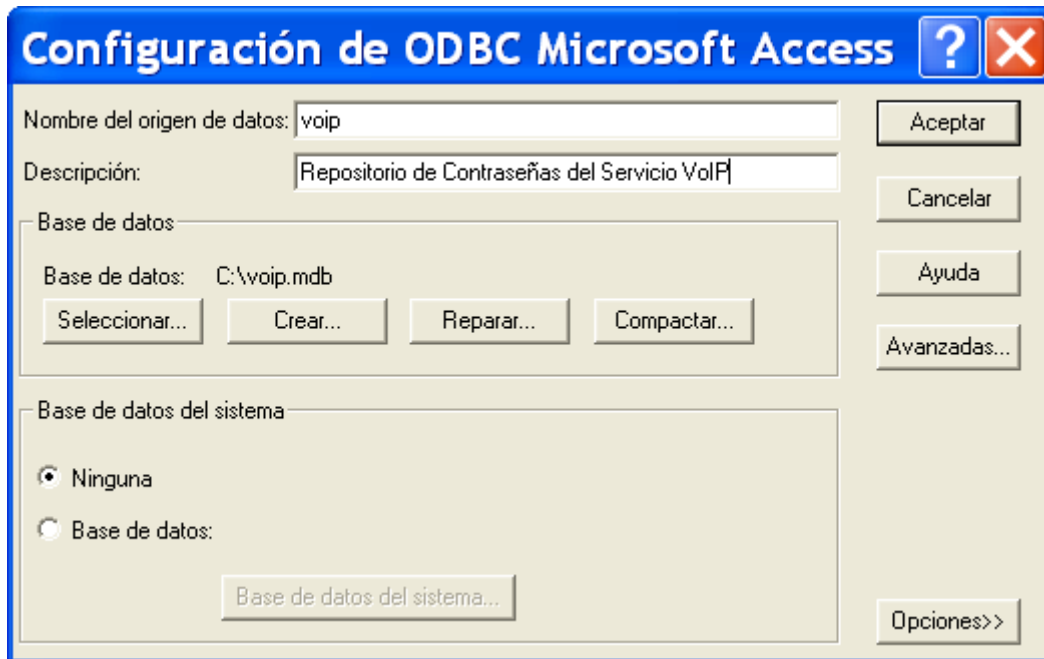 Configuración de ODBC Microsoft Access
Nombre del origen de datos: voip
Aceptar
Descripción: Repositorio de Contraseñas del Servicio VoIP
Cancelar
Base de datos
Base de datos: C:\voip.mdb
Ayuda
Seleccionar... Crear... Reparar... Compactar...
Avanzadas...
Base de datos del sistema
Ninguna
Base de datos:
Base de datos del sistema...
Opciones>>